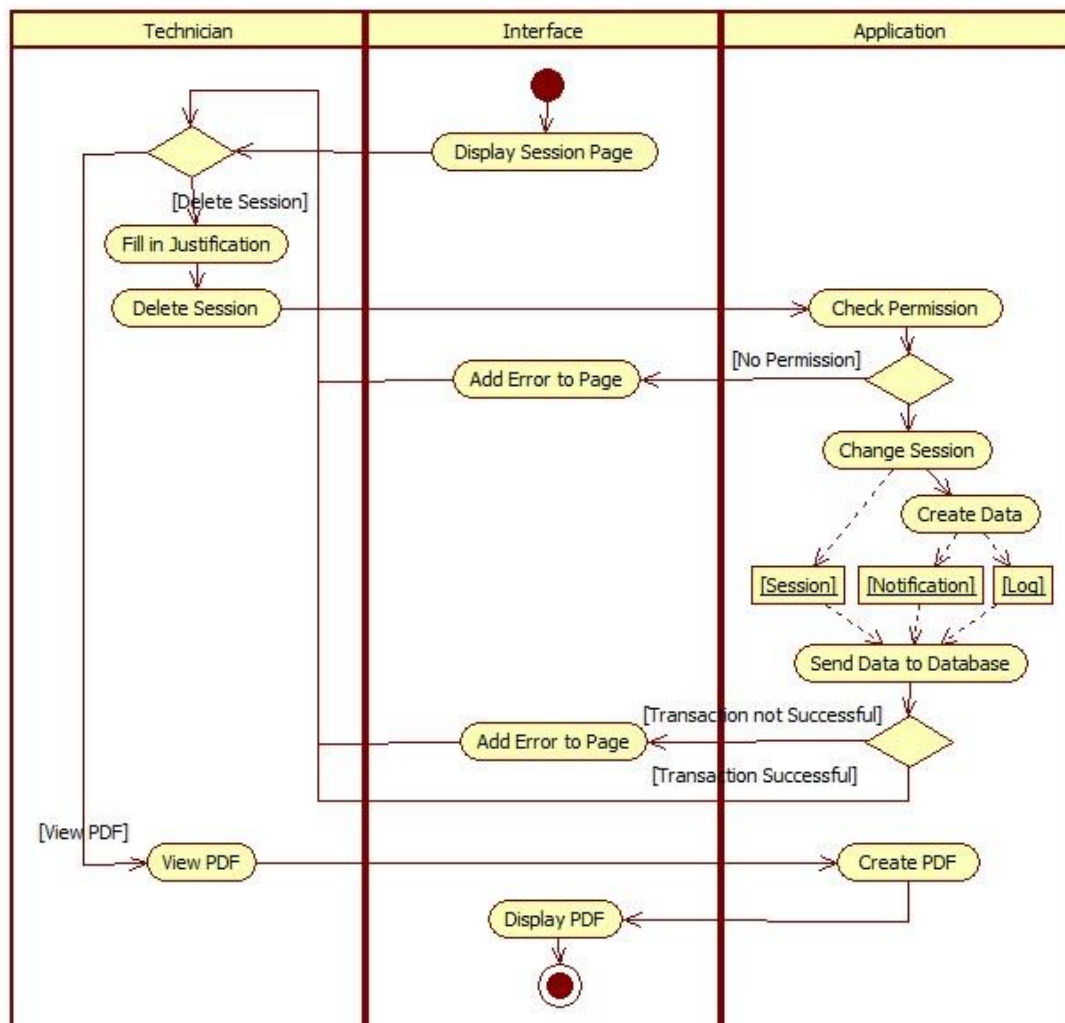 Technician
Interface
Application
Display Session Page
[Delete Session]
Fill in Justification
Delete Session
Check Permission
[No Permission]
Add Error to Page
Change Session
Create Data
[Session]
[Notification]
[Log]
Send Data to Database
[Transaction not Successful]
Add Error to Page
[Transaction Successful]
[View PDF]
View PDF
Create PDF
Display PDF